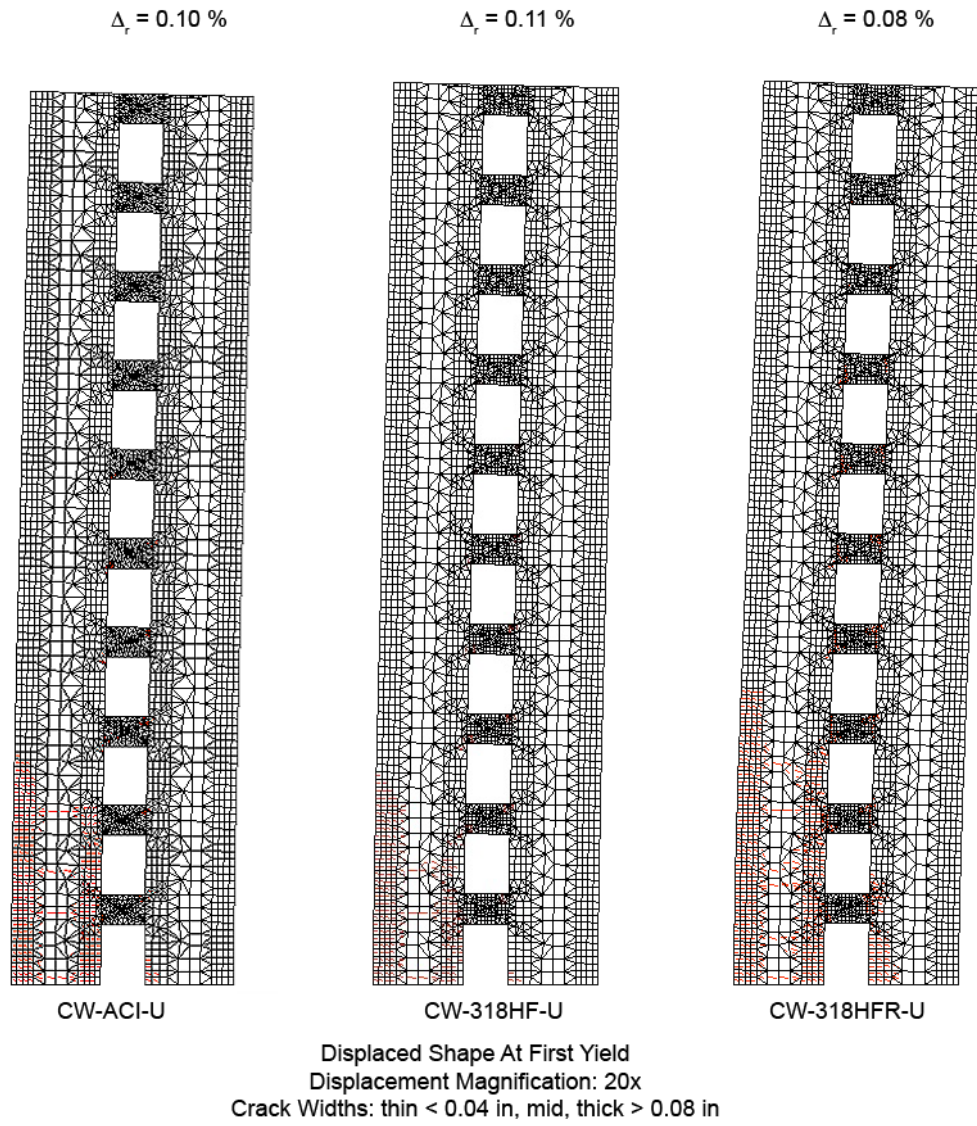 Δr = 0.10 %
Δr = 0.11 %
Δr = 0.08 %
CW-ACI-U
CW-318HF-U
CW-318HFR-U
Displaced Shape At First Yield
Displacement Magnification: 20x
Crack Widths: thin < 0.04 in, mid, thick > 0.08 in